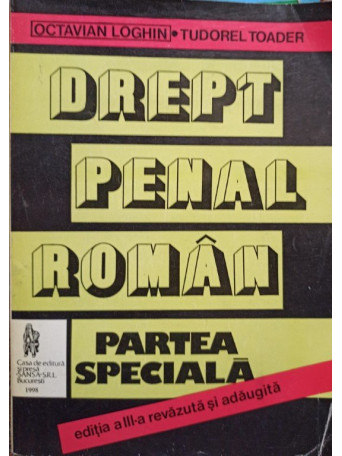 OCTAVIAN LOGHIN • TUDOREL TOADER
DREPT
PENAL
ROMÂN
PARTEA
SPECIALĂ
Casa de editură
și presă
"ȘANSA" S.R.L.
București
1998
ediția a III-a revăzută și adăugită